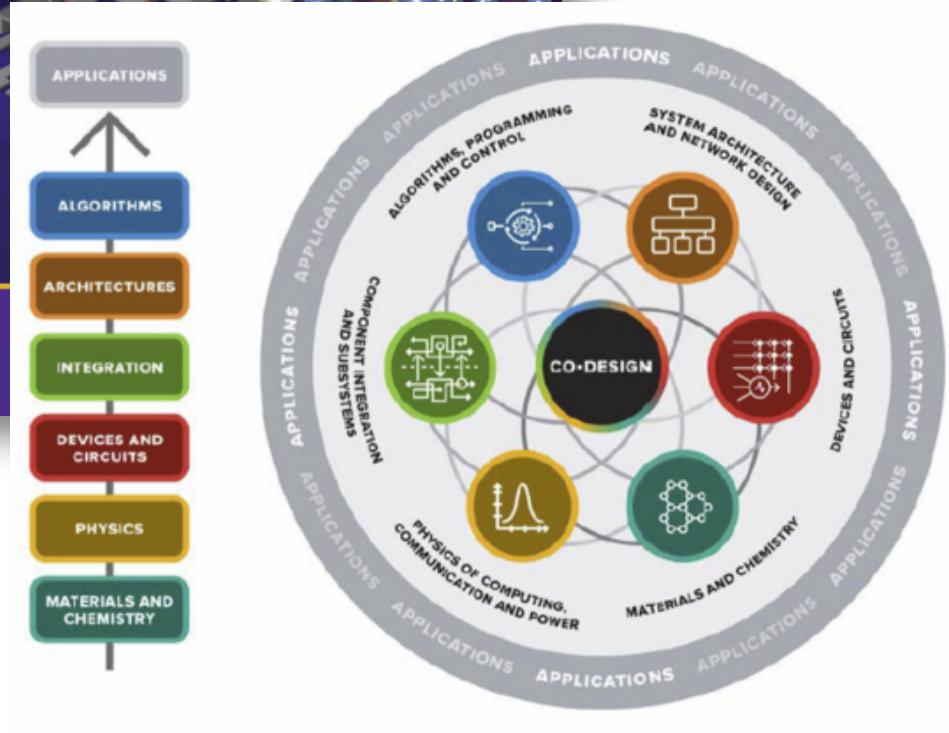 APPLICATIONS
ALGORITHMS
ARCHITECTURES
INTEGRATION
DEVICES AND
CIRCUITS
PHYSICS
MATERIALS AND
CHEMISTRY
APPLICATIONS
APPLICATIONS
APPLICATIONS
APPLICATIONS
APPLICATIONS
APPLICATIONS
APPLICATIONS
APPLICATIONS
APPLICATIONS
APPLICATIONS
APPLICATIONS
APPLICATIONS
ALGORITHMS, PROGRAMMING
AND CONTROL
SYSTEM ARCHITECTURE
AND NETWORK DESIGN
COMPONENT INTEGRATION
AND SUBSYSTEMS
CO•DESIGN
DEVICES AND CIRCUITS
PHYSICS OF COMPUTING,
COMMUNICATION AND POWER
MATERIALS AND CHEMISTRY